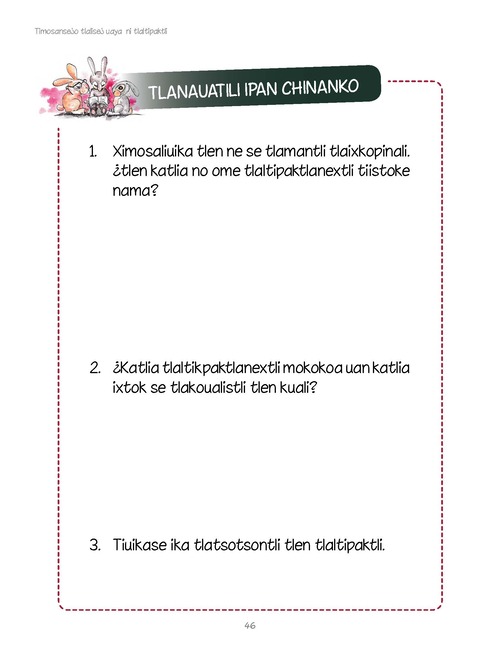 Timosansejo tlalisej uaya ni tlaltipaktli
TLANAUATILI IPAN CHINANKO
1. Ximosaliuika tlen ne se tlamantli tlaixkopinali.
¿tlen katlia no ome tlaltipaktlanextli tiistoke
nama?
2. ¿Katlia tlaltikpaktlanextli mokokoa uan katlia
ixtok se tlakoualistli tlen kuali?
3. Tiuikase ika tlatsotsontli tlen tlaltipaktli.
46